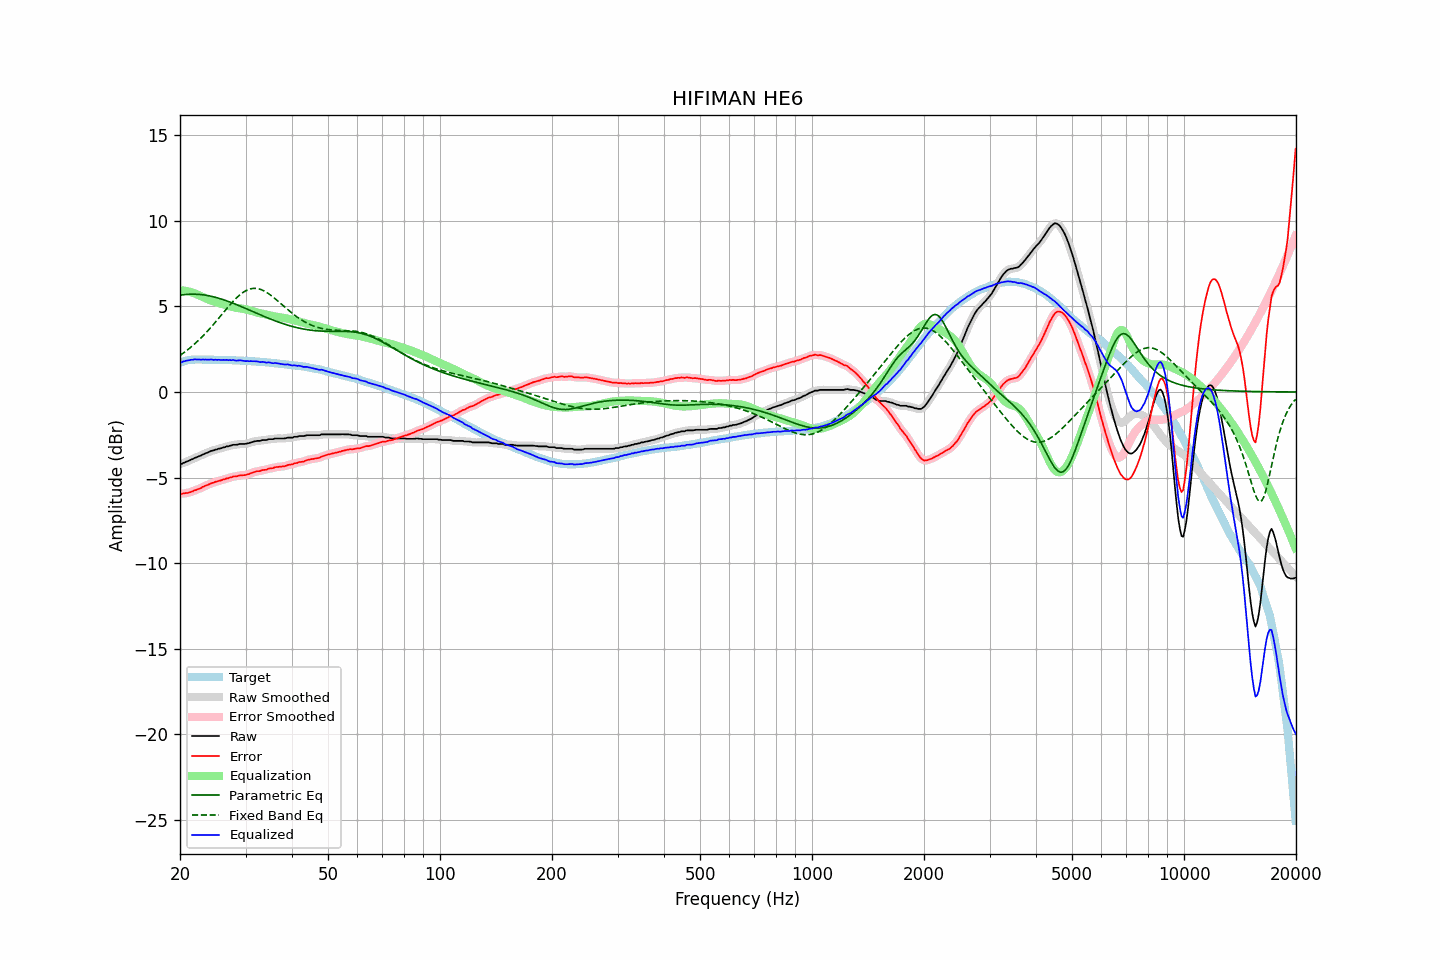 HIFIMAN HE6
15
10
5
0
−5
−10
−15
−20
−25
Amplitude (dBr)
Target
Raw Smoothed
Error Smoothed
Raw
Error
Equalization
Parametric Eq
Fixed Band Eq
Equalized
20 50 100 200 500 1000 2000 5000 10000 20000
Frequency (Hz)